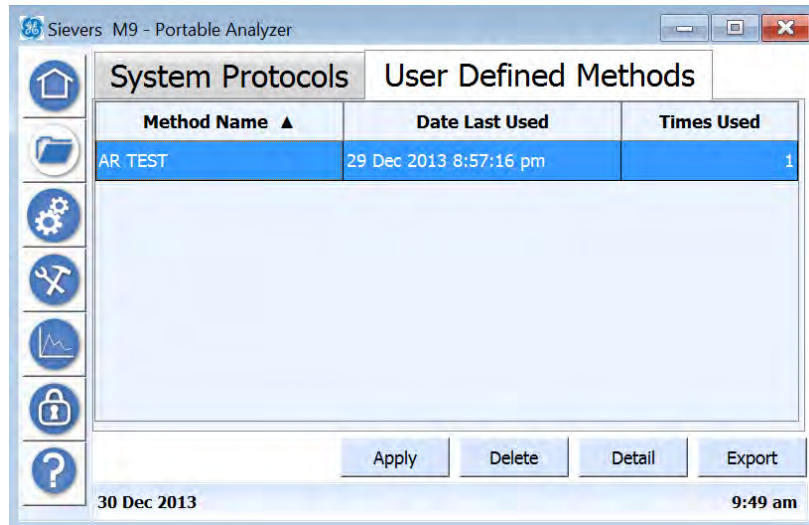 Sievers M9 - Portable Analyzer
System Protocols User Defined Methods
Method Name ▲ Date Last Used Times Used
AR TEST 29 Dec 2013 8:57:16 pm 1
Apply Delete Detail Export
30 Dec 2013 9:49 am